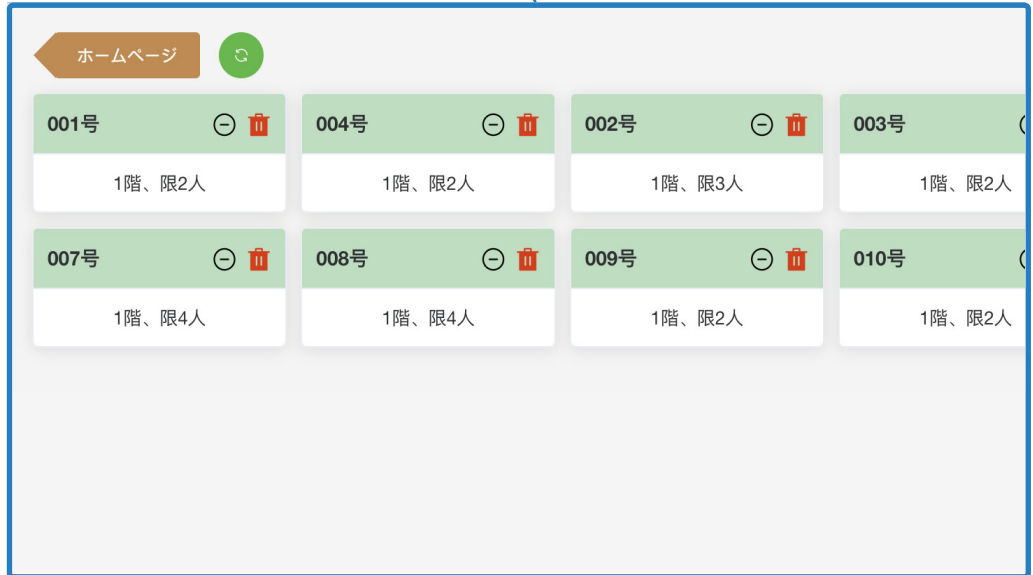 ホームページ
001号
004号
002号
003号
1階、限2人
1階、限2人
1階、限3人
1階、限2人
007号
008号
009号
010号
1階、限4人
1階、限4人
1階、限2人
1階、限2人